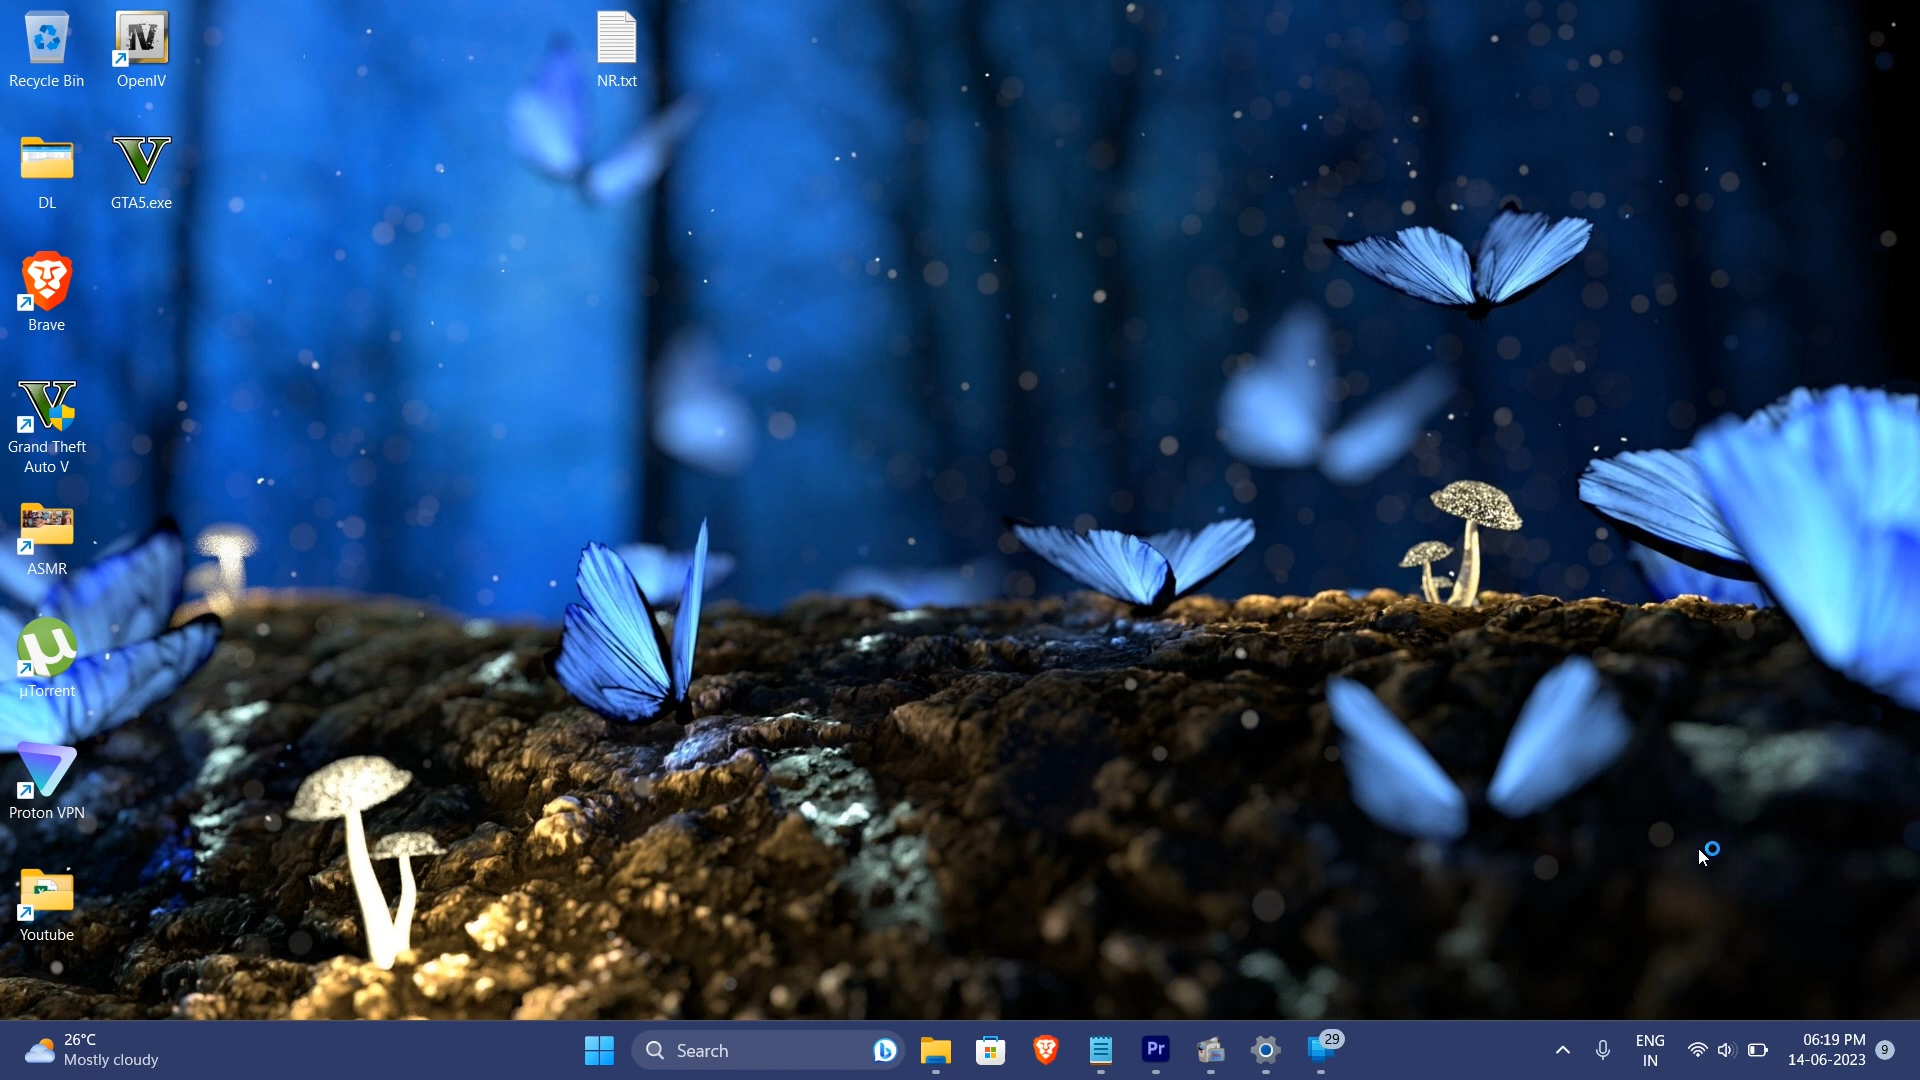 Recycle Bin
OpenIV
NR.txt
DL
GTA5.exe
Brave
Grand Theft
Auto V
ASMR
µTorrent
Proton VPN
Youtube
26°C
Mostly cloudy
Search
Pr
29
ENG
IN
06:19 PM
14-06-2023
9